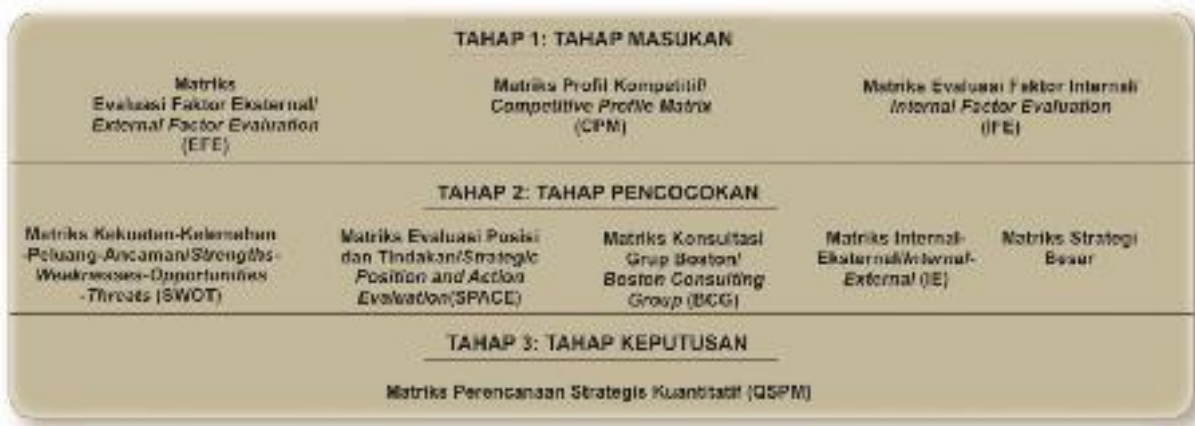 TAHAP 1: TAHAP MASUKAN
Matriks
Evaluasi Faktor Eksternal/
External Factor Evaluation
(EFE)
Matriks Profil Kompetitif/
Competitive Profile Matrix
(CPM)
Matriks Evaluasi Faktor Internal/
Internal Factor Evaluation
(IFE)
TAHAP 2: TAHAP PENCOCOKAN
Matriks Kekuatan-Kelemahan
-Peluang-Ancaman/Strengths-
Weaknesses-Opportunities
-Threats (SWOT)
Matriks Evaluasi Posisi
dan Tindakan/Strategic
Position and Action
Evaluation(SPACE)
Matriks Konsultasi
Grup Boston/
Boston Consulting
Group (BCG)
Matriks Internal-
Eksternal/Internal-
External (IE)
Matriks Strategi
Besar
TAHAP 3: TAHAP KEPUTUSAN
Matriks Perencanaan Strategis Kuantitatif (QSPM)